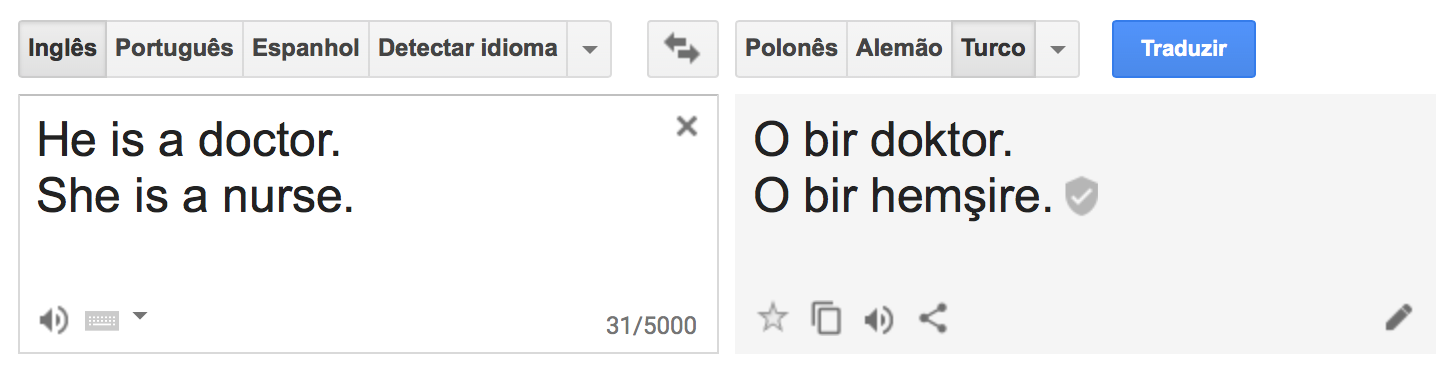 Inglês Português Espanhol Detectar idioma
Polonês Alemão Turco
Traduzir
He is a doctor.
She is a nurse.
31/5000
O bir doktor.
O bir hemşire.